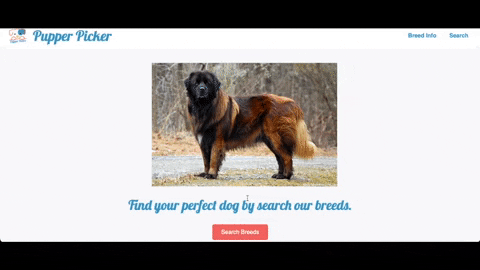 Pupper Picker
Breed Info
Search
Find your perfect dog by search our breeds.
Search Breeds